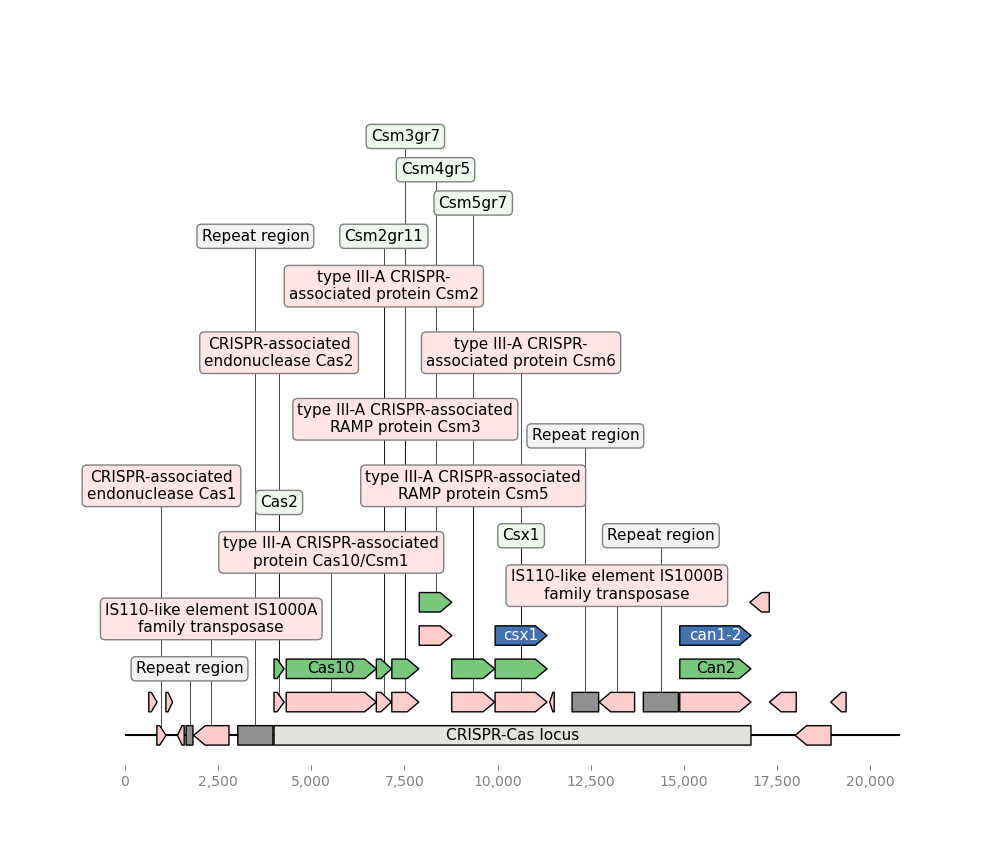 Csm3gr7
Csm4gr5
Csm5gr7
Repeat region
Csm2gr11
type III-A CRISPR-
associated protein Csm2
CRISPR-associated
endonuclease Cas2
type III-A CRISPR-
associated protein Csm6
type III-A CRISPR-associated
RAMP protein Csm3
Repeat region
CRISPR-associated
endonuclease Cas1
type III-A CRISPR-associated
RAMP protein Csm5
Cas2
Csx1
Repeat region
type III-A CRISPR-associated
protein Cas10/Csm1
IS110-like element IS1000B
family transposase
IS110-like element IS1000A
family transposase
csx1
can1-2
Repeat region
Cas10
Can2
CRISPR-Cas locus
0
2,500
5,000
7,500
10,000
12,500
15,000
17,500
20,000